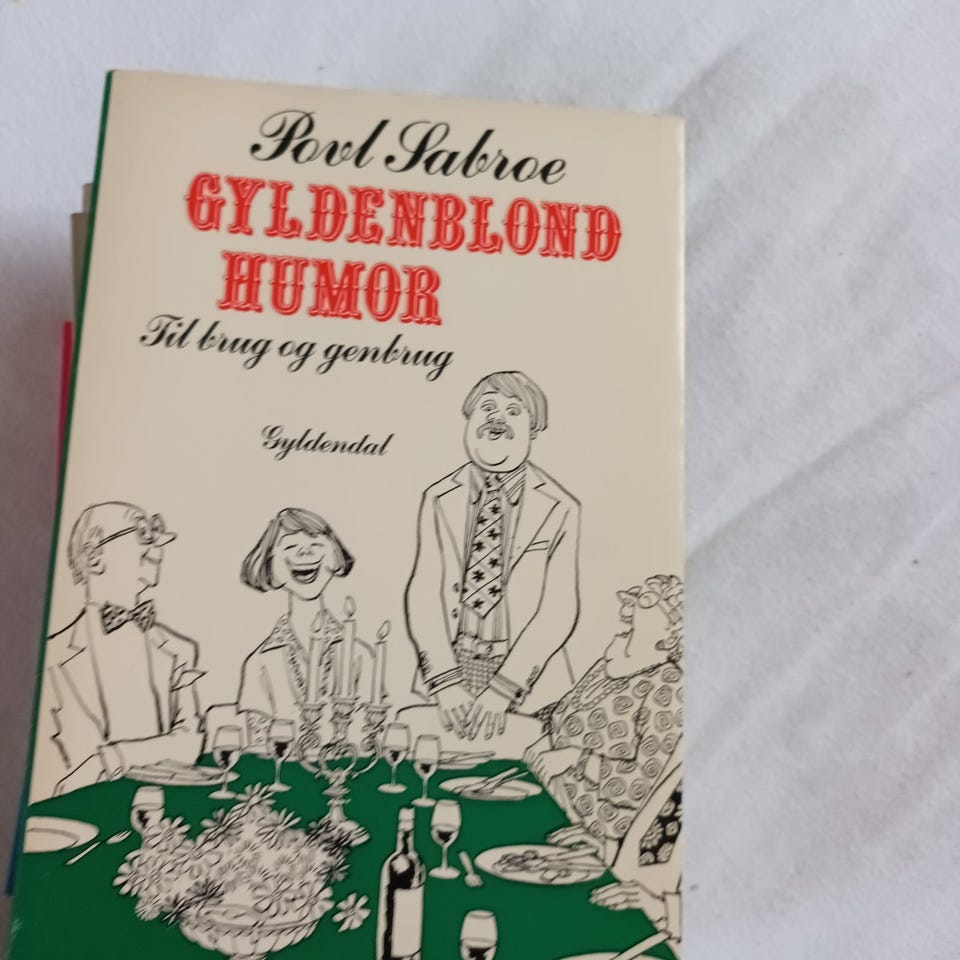 Povl Sabroe
GYLDENBLOND
HUMOR
Til brug og genbrug
Gyldendal